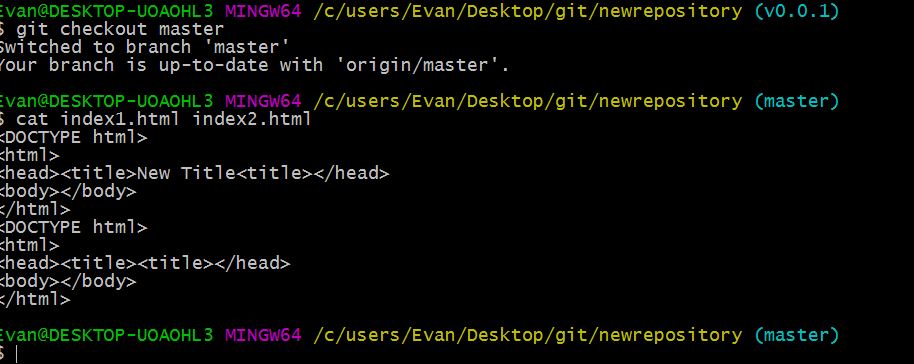 Evan@DESKTOP-UOAOHL3 MINGW64 /c/users/Evan/Desktop/git/newrepository (v0.0.1)
$ git checkout master
Switched to branch 'master'
Your branch is up-to-date with 'origin/master'.
Evan@DESKTOP-UOAOHL3 MINGW64 /c/users/Evan/Desktop/git/newrepository (master)
$ cat index1.html index2.html
<DOCTYPE html>
<html>
<head><title>New Title<title></head>
<body></body>
</html>
<DOCTYPE html>
<html>
<head><title><title></head>
<body></body>
</html>
Evan@DESKTOP-UOAOHL3 MINGW64 /c/users/Evan/Desktop/git/newrepository (master)
$